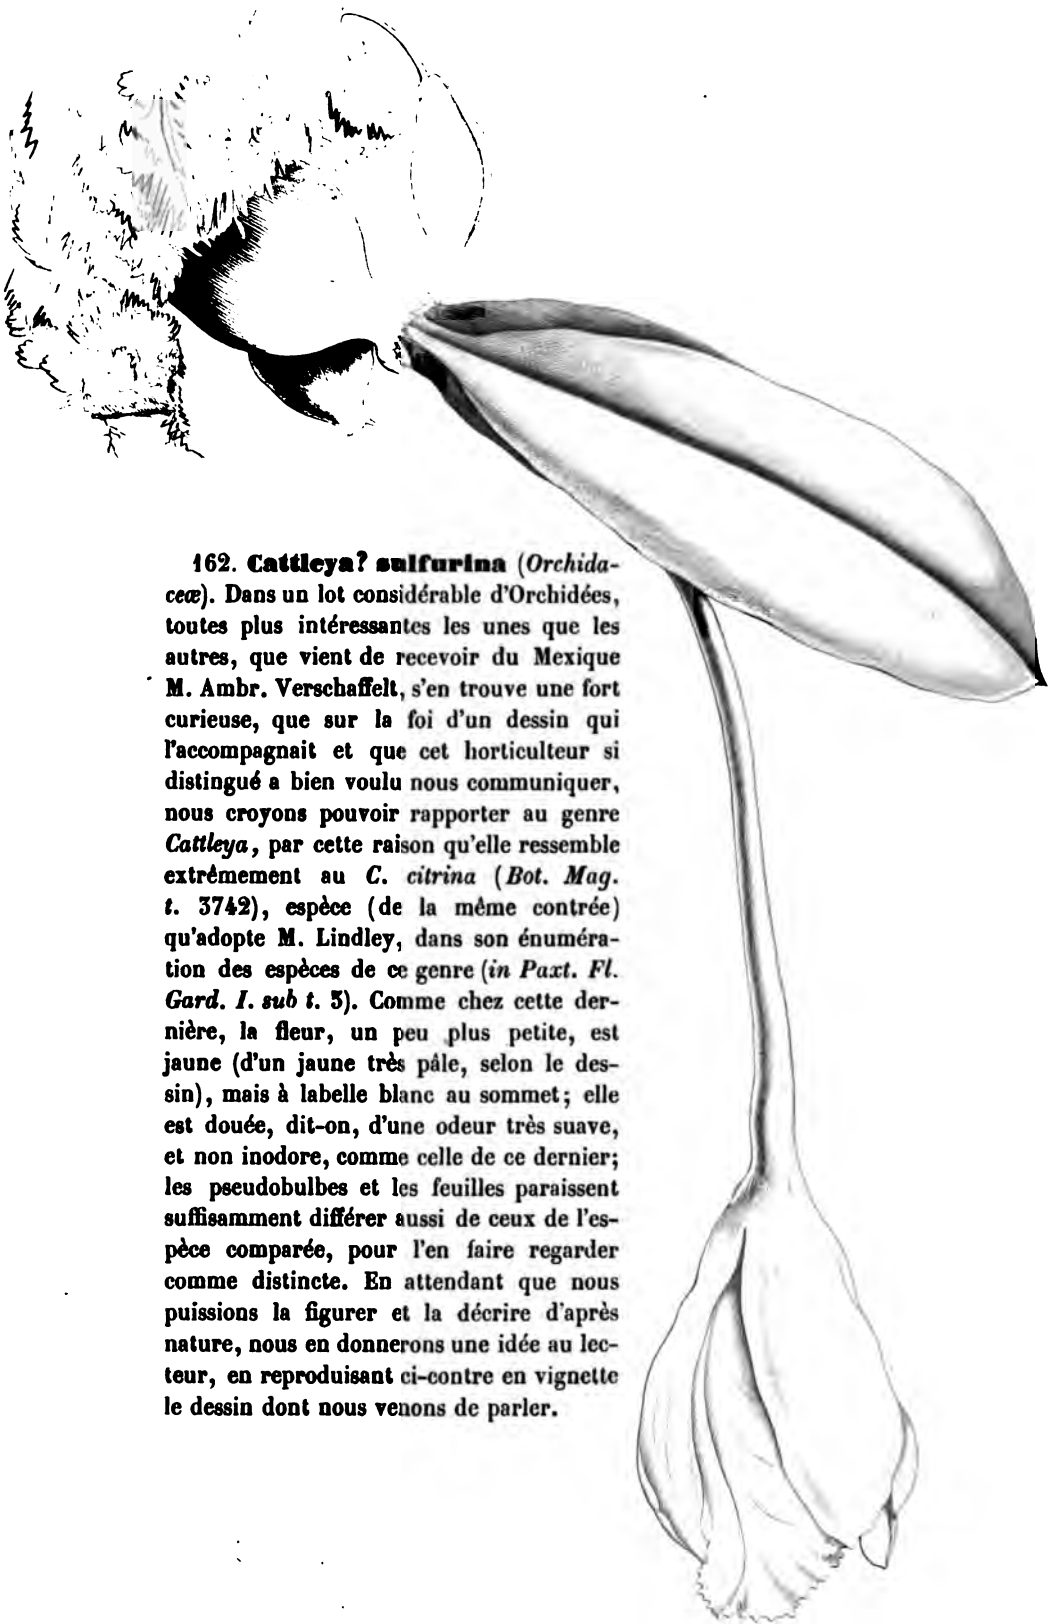 162. Cattleya? sulfurina (Orchida-
ceæ). Dans un lot considérable d'Orchidées,
toutes plus intéressantes les unes que les
autres, que vient de recevoir du Mexique
M. Ambr. Verschaffelt, s'en trouve une fort
curieuse, que sur la foi d'un dessin qui
l'accompagnait et que cet horticulteur si
distingué a bien voulu nous communiquer,
nous croyons pouvoir rapporter au genre
Cattleya, par cette raison qu'elle ressemble
extrêmement au C. citrina (Bot. Mag.
t. 3742), espèce (de la même contrée)
qu'adopte M. Lindley, dans son énuméra-
tion des espèces de ce genre (in Paxt. Fl.
Gard. I. sub t. 5). Comme chez cette der-
nière, la fleur, un peu plus petite, est
jaune (d'un jaune très pâle, selon le des-
sin), mais à labelle blanc au sommet; elle
est douée, dit-on, d'une odeur très suave,
et non inodore, comme celle de ce dernier;
les pseudobulbes et les feuilles paraissent
suffisamment différer aussi de ceux de l'es-
pèce comparée, pour l'en faire regarder
comme distincte. En attendant que nous
puissions la figurer et la décrire d'après
nature, nous en donnerons une idée au lec-
teur, en reproduisant ci-contre en vignette
le dessin dont nous venons de parler.